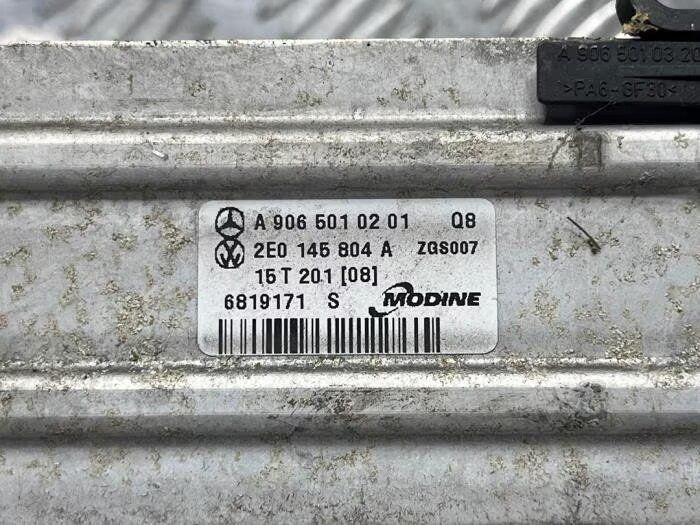 A 906 501 03 20
>PA6-GF30<
A 906 501 02 01 Q8
2E0 145 804 A ZGS007
15 T 201 [08]
6819171 S MODINE